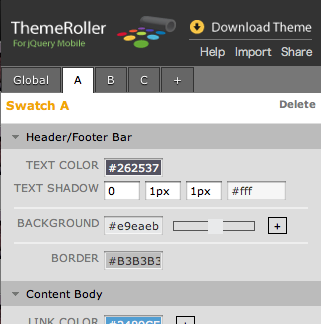 ThemeRoller
For jQuery Mobile
Download Theme
Help Import Share
Global A B C +
Swatch A Delete
Header/Footer Bar
TEXT COLOR #262537
TEXT SHADOW 0 1px 1px #fff
BACKGROUND #e9eaeb +
BORDER #B3B3B3
Content Body
LINK COLOR +